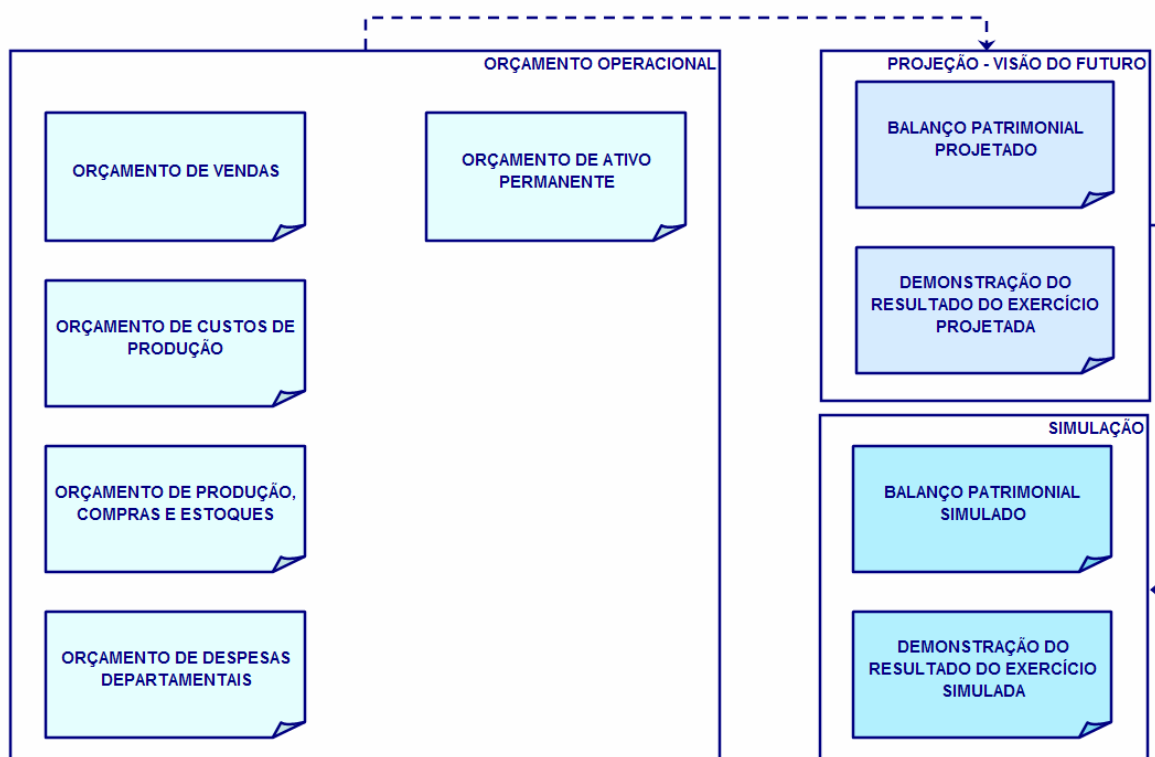 ORÇAMENTO OPERACIONAL
ORÇAMENTO DE VENDAS
ORÇAMENTO DE ATIVO
PERMANENTE
ORÇAMENTO DE CUSTOS DE
PRODUÇÃO
ORÇAMENTO DE PRODUÇÃO,
COMPRAS E ESTOQUES
ORÇAMENTO DE DESPESAS
DEPARTAMENTAIS
PROJEÇÃO - VISÃO DO FUTURO
BALANÇO PATRIMONIAL
PROJETADO
DEMONSTRAÇÃO DO
RESULTADO DO EXERCÍCIO
PROJETADA
SIMULAÇÃO
BALANÇO PATRIMONIAL
SIMULADO
DEMONSTRAÇÃO DO
RESULTADO DO EXERCÍCIO
SIMULADA